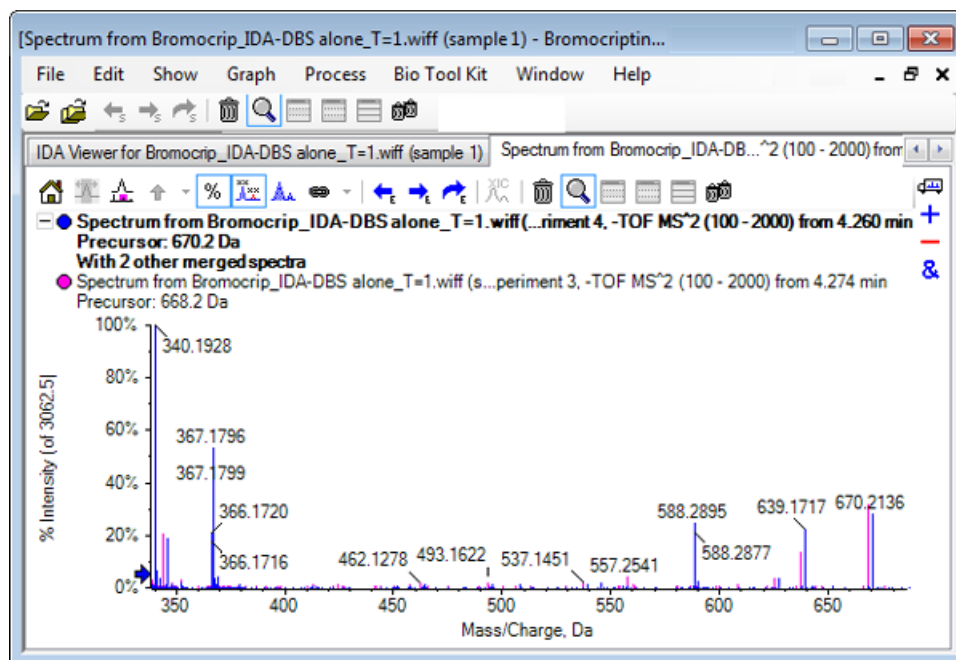 [Spectrum from Bromocrip_IDA-DBS alone_T=1.wiff (sample 1) - Bromocriptin...
File Edit Show Graph Process Bio Tool Kit Window Help
S S S
IDA Viewer for Bromocrip_IDA-DBS alone_T=1.wiff (sample 1) Spectrum from Bromocrip_IDA-DB...^2 (100 - 2000) from
% xx xx E E E XIC
Spectrum from Bromocrip_IDA-DBS alone_T=1.wiff (...riment 4, -TOF MS^2 (100 - 2000) from 4.260 min
Precursor: 670.2 Da
With 2 other merged spectra
Spectrum from Bromocrip_IDA-DBS alone_T=1.wiff (s...periment 3, -TOF MS^2 (100 - 2000) from 4.274 min
Precursor: 668.2 Da
&
% Intensity (of 3062.5)
100%
80%
60%
40%
20%
0%
340.1928
367.1796
367.1799
366.1720
366.1716
462.1278
493.1622
537.1451
557.2541
588.2895
588.2877
639.1717
670.2136
350 400 450 500 550 600 650
Mass/Charge, Da